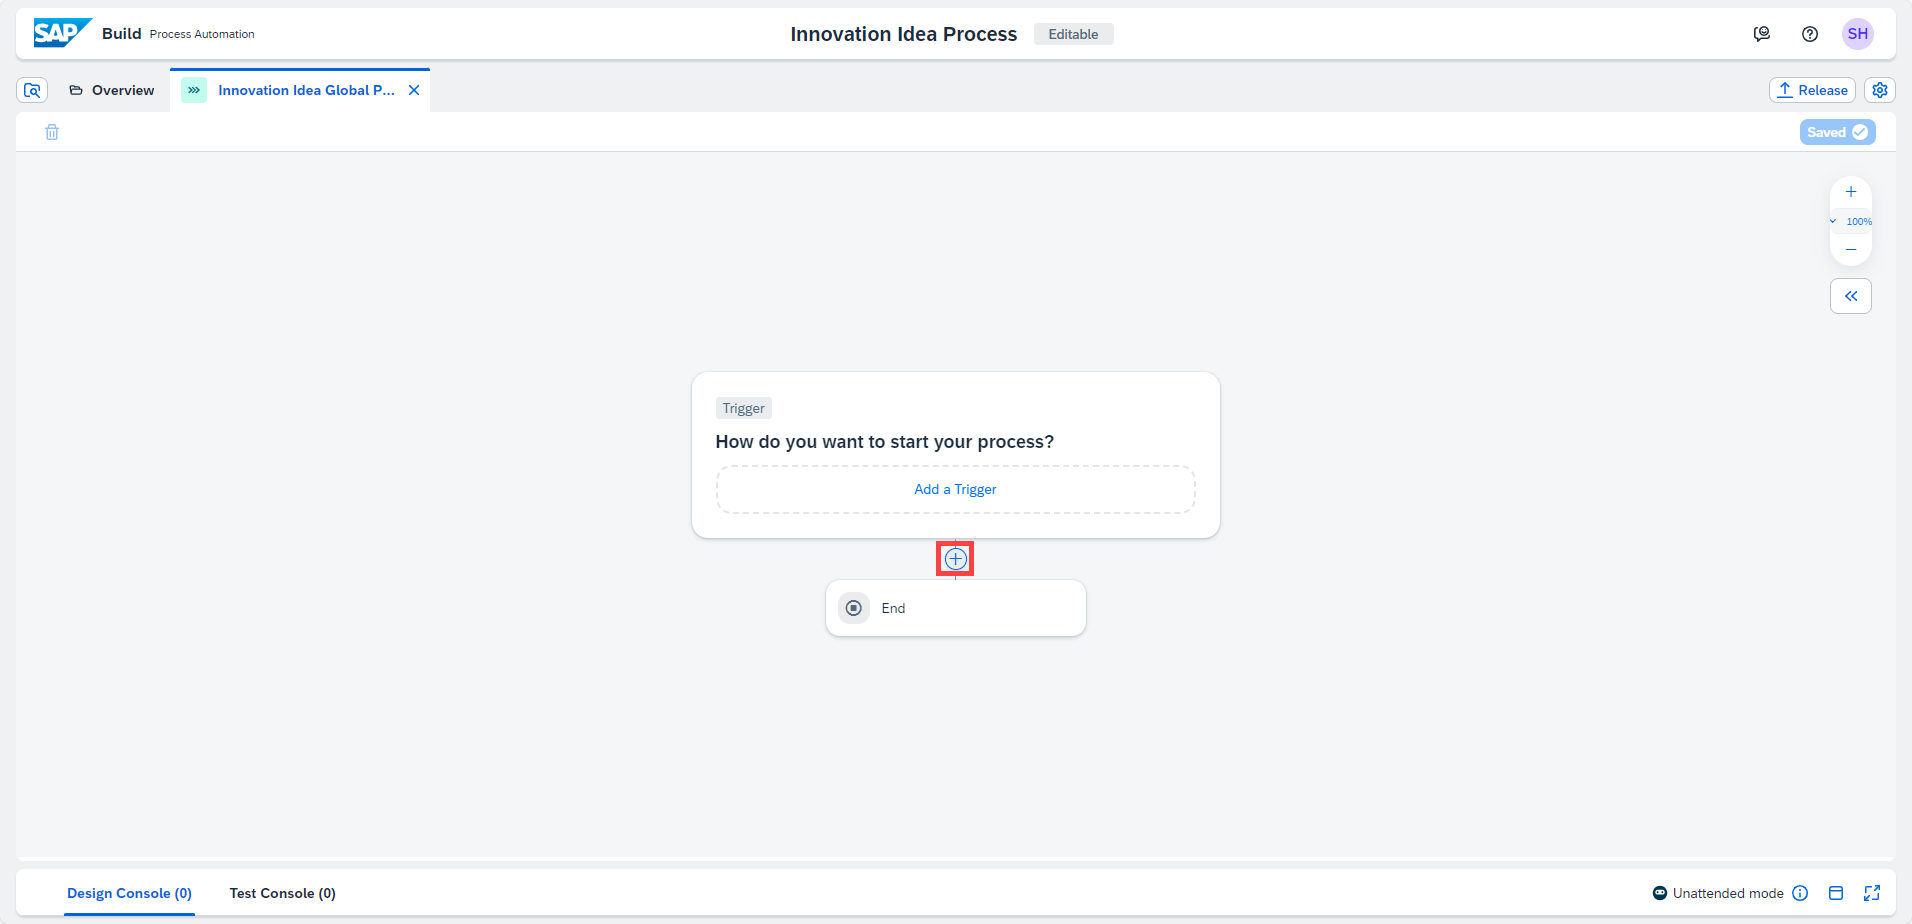 SAP Build Process Automation
Innovation Idea Process Editable
SH
Overview
Innovation Idea Global P...
Release
Saved
100%
Trigger
How do you want to start your process?
Add a Trigger
End
Design Console (0)
Test Console (0)
Unattended mode